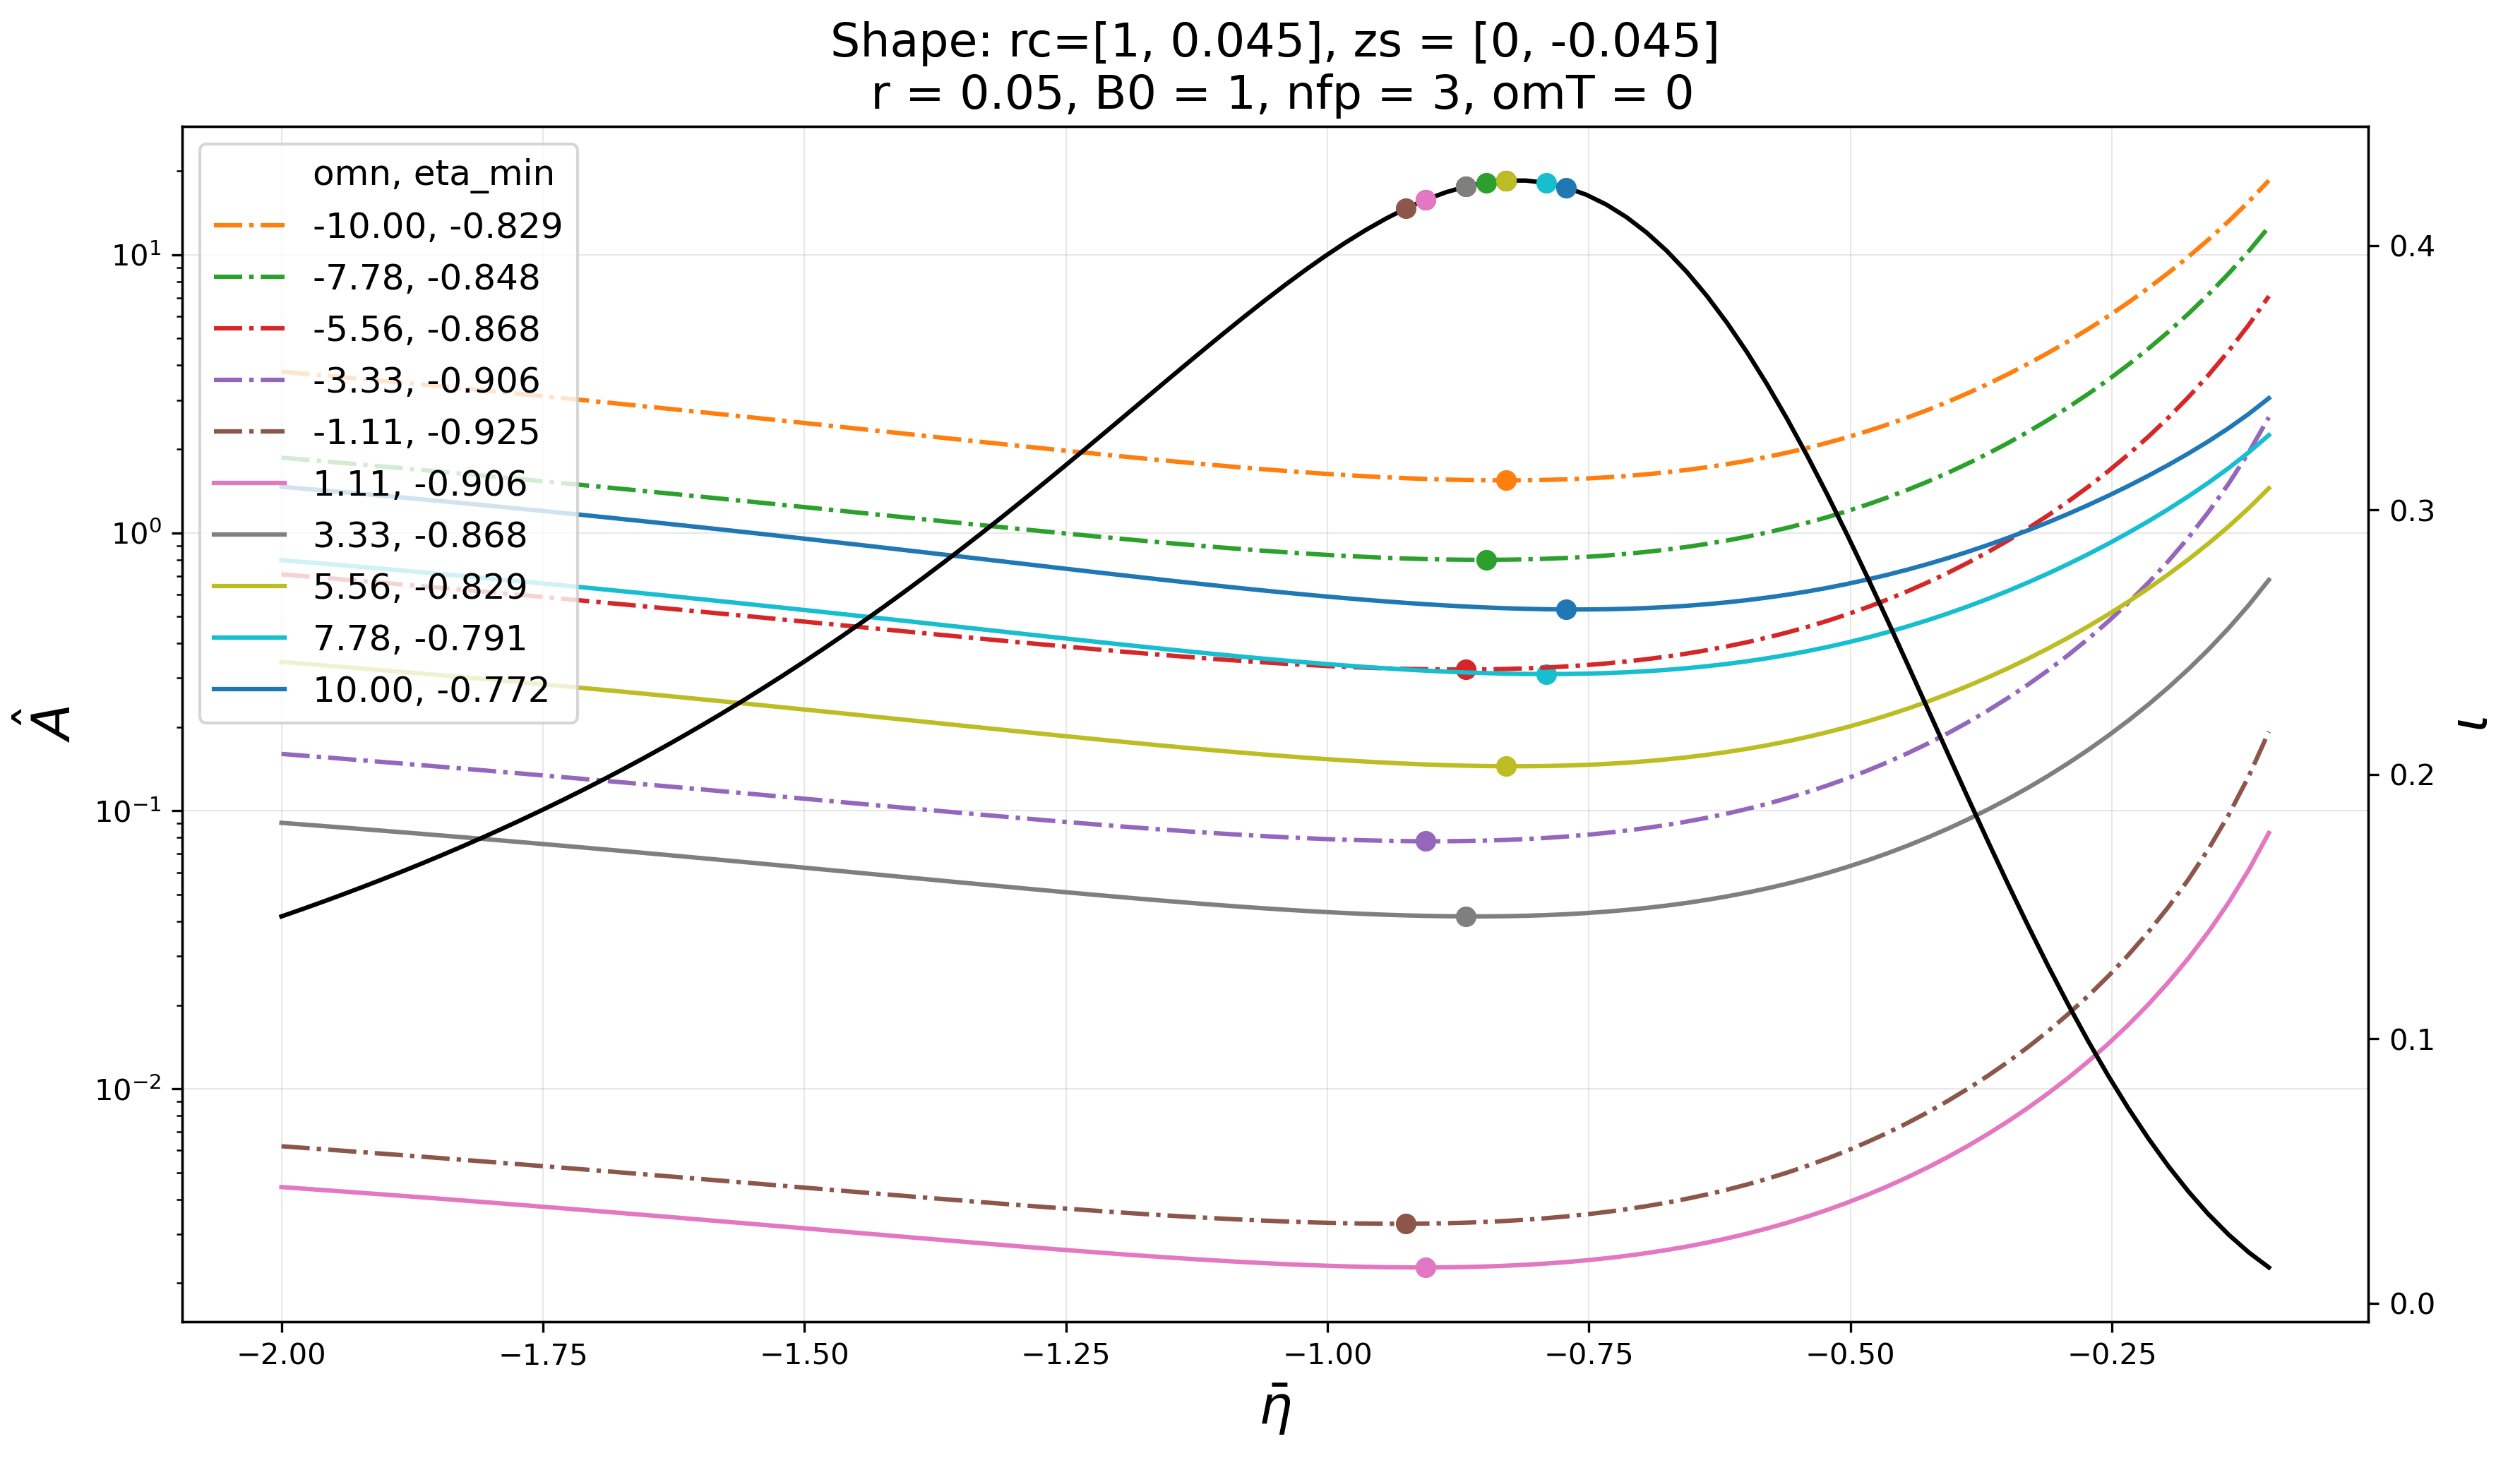 Shape: rc=[1, 0.045], zs = [0, -0.045]
r = 0.05, B0 = 1, nfp = 3, omT = 0
omn, eta_min
-10.00, -0.829
-7.78, -0.848
-5.56, -0.868
-3.33, -0.906
-1.11, -0.925
1.11, -0.906
3.33, -0.868
5.56, -0.829
7.78, -0.791
10.00, -0.772
10¹
10⁰
10⁻¹
10⁻²
Â
0.4
0.3
0.2
0.1
0.0
ι
−2.00 −1.75 −1.50 −1.25 −1.00 −0.75 −0.50 −0.25
η̄